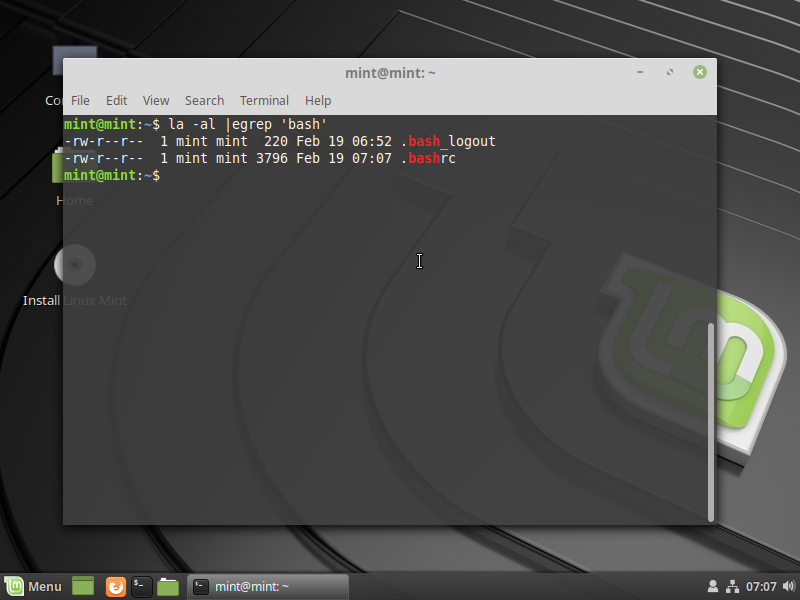 mint@mint: ~
File Edit View Search Terminal Help
mint@mint:~$ la -al |egrep 'bash'
-rw-r--r-- 1 mint mint 220 Feb 19 06:52 .bash_logout
-rw-r--r-- 1 mint mint 3796 Feb 19 07:07 .bashrc
mint@mint:~$
Home
Install Linux Mint
Menu mint@mint: ~ 07:07